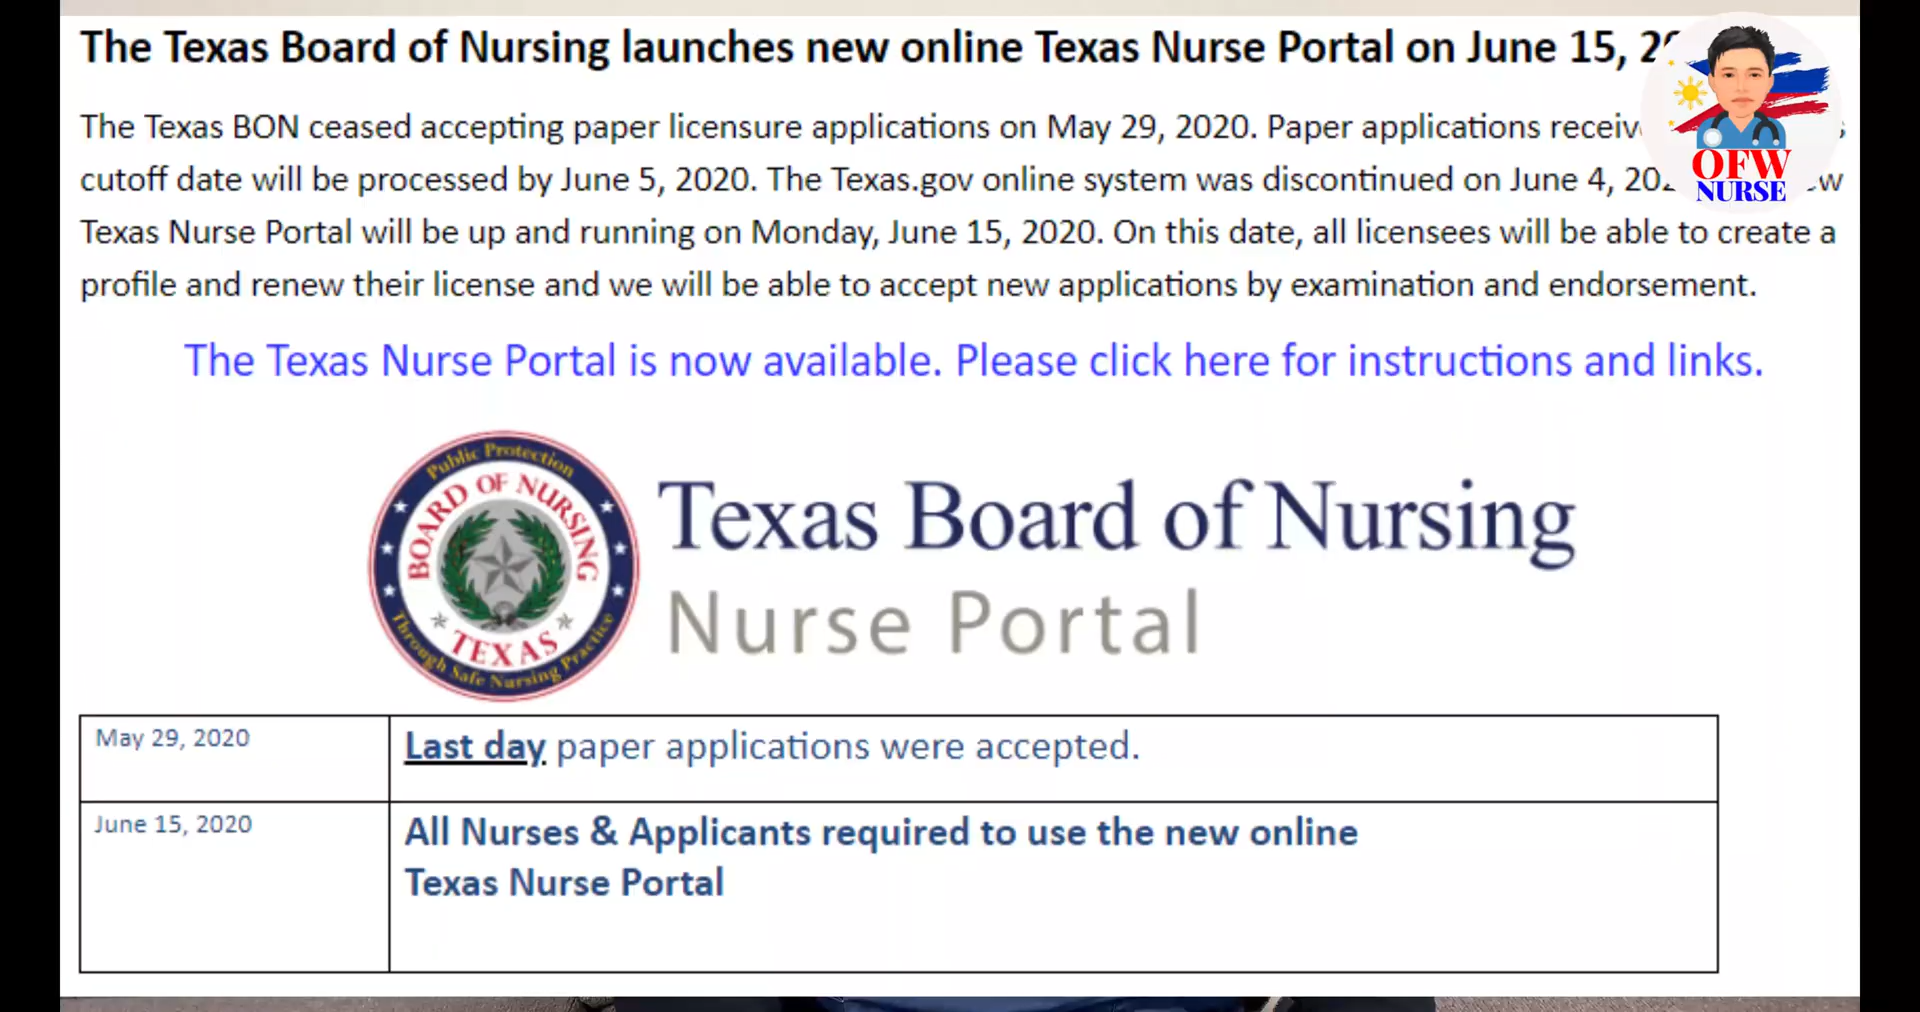 The Texas Board of Nursing launches new online Texas Nurse Portal on June 15,
The Texas BON ceased accepting paper licensure applications on May 29, 2020. Paper applications
cutoff date will be processed by June 5, 2020. The Texas.gov online system was discontinued on June 4,
Texas Nurse Portal will be up and running on Monday, June 15, 2020. On this date, all licensees will be able to create a
profile and renew their license and we will be able to accept new applications by examination and endorsement.
OFW
NURSE
The Texas Nurse Portal is now available. Please click here for instructions and links.
Public Protection
BOARD OF NURSING
TEXAS
Through Safe Nursing Practice
Texas Board of Nursing
Nurse Portal
May 29, 2020
Last day paper applications were accepted.
June 15, 2020
All Nurses & Applicants required to use the new online
Texas Nurse Portal